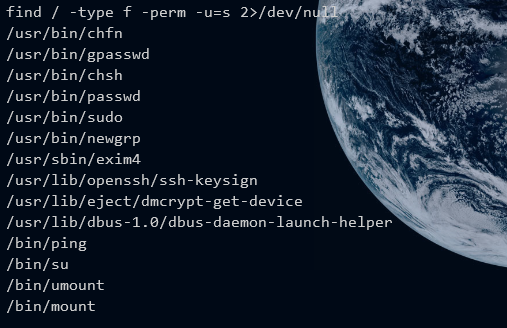 find / -type f -perm -u=s 2>/dev/null
/usr/bin/chfn
/usr/bin/gpasswd
/usr/bin/chsh
/usr/bin/passwd
/usr/bin/sudo
/usr/bin/newgrp
/usr/sbin/exim4
/usr/lib/openssh/ssh-keysign
/usr/lib/eject/dmcrypt-get-device
/usr/lib/dbus-1.0/dbus-daemon-launch-helper
/bin/ping
/bin/su
/bin/umount
/bin/mount